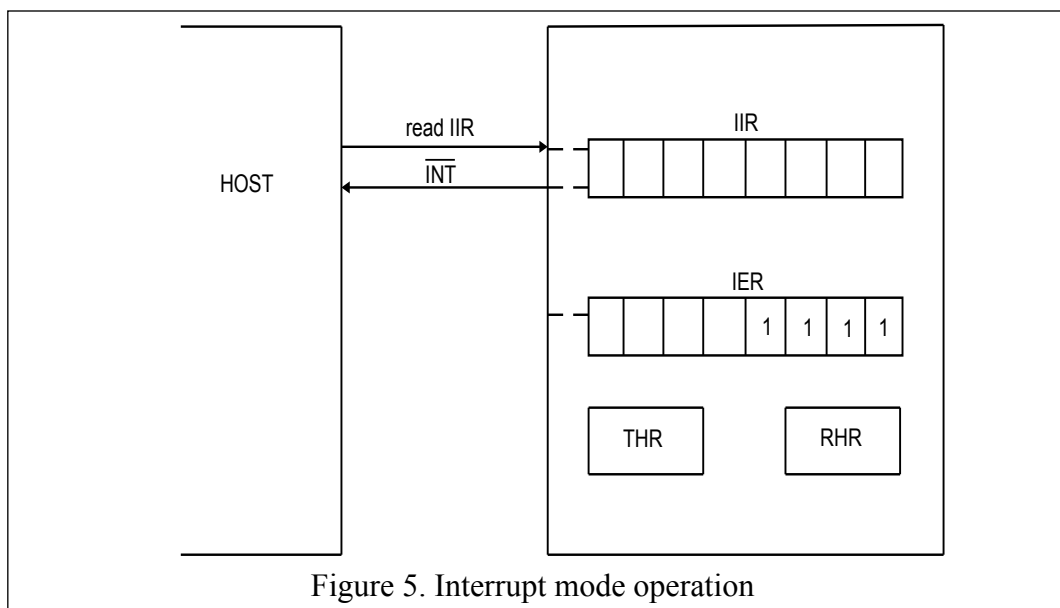 read IIR
IIR
HOST
INT
IER
1 1 1 1
THR RHR
Figure 5. Interrupt mode operation